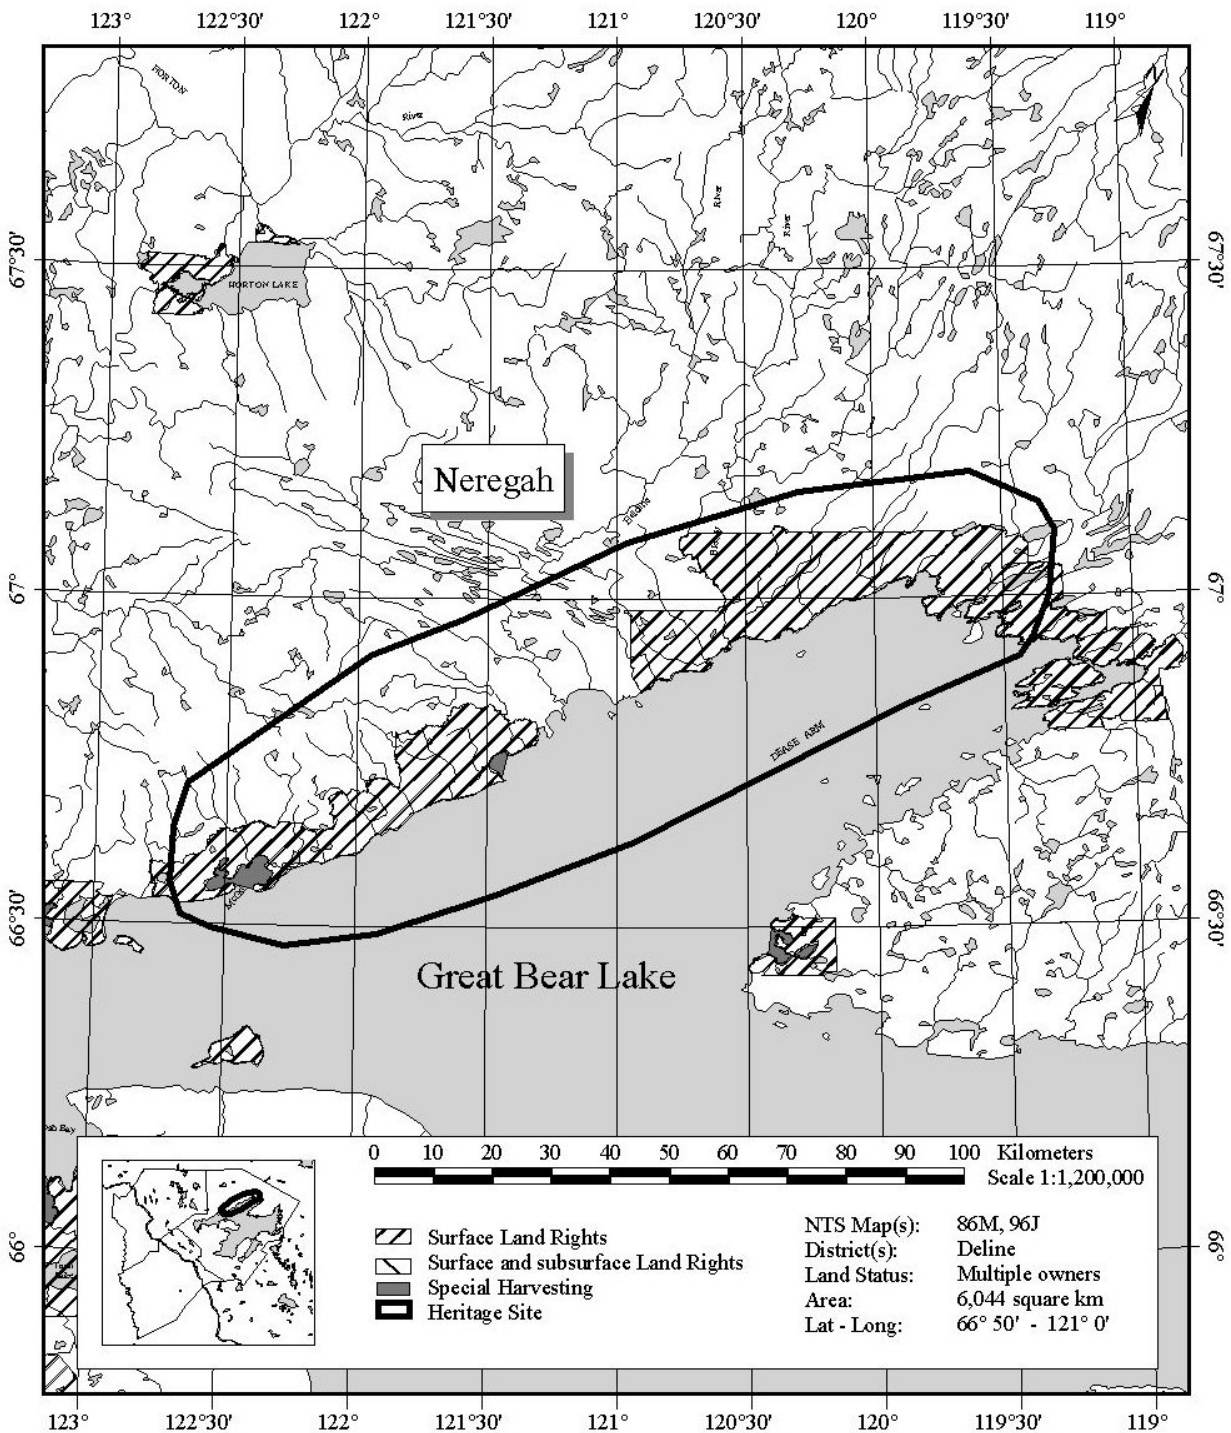 123° 122°30' 122° 121°30' 121° 120°30' 120° 119°30' 119°
HORTON
River
River
River
67°30'
67°30'
HORTON LAKE
Neregah
Bloody
67°
67°
DEASE ARM
66°30'
66°30'
Great Bear Lake
Bay
0 10 20 30 40 50 60 70 80 90 100 Kilometers
Scale 1:1,200,000
Surface Land Rights
Surface and subsurface Land Rights
Special Harvesting
Heritage Site
NTS Map(s): 86M, 96J
District(s): Deline
Land Status: Multiple owners
Area: 6,044 square km
Lat - Long: 66° 50' - 121° 0'
66°
66°
123° 122°30' 122° 121°30' 121° 120°30' 120° 119°30' 119°